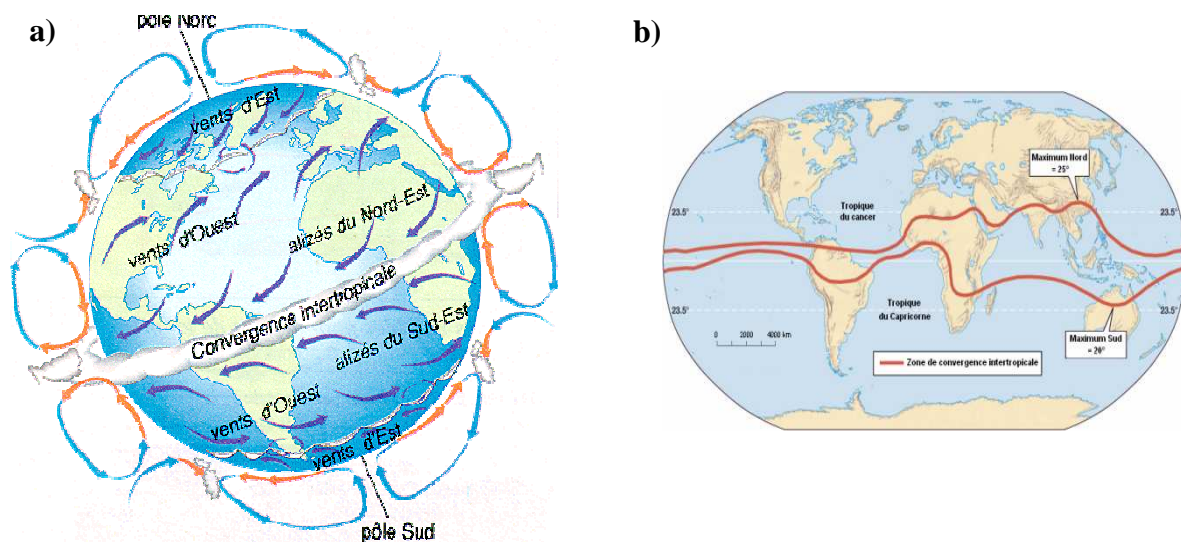 a)
pôle Norc
vents d'Est
vents d'Ouest
alizés du Nord-Est
Convergence intertropicale
alizés du Sud-Est
vents d'Ouest
vents d'Est
pôle Sud
b)
Maximum Nord
= 25°
Tropique
du cancer
23.5°
23.5°
23.5°
23.5°
Tropique
du Capricorne
0 2000 4000 km
Maximum Sud
= 20°
Zone de convergence intertropicale